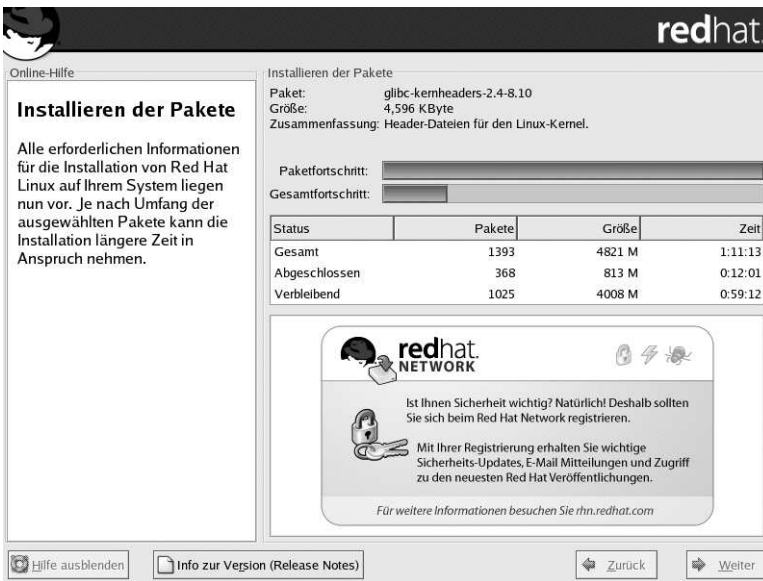 redhat.
Online-Hilfe
Installieren der Pakete
Alle erforderlichen Informationen
für die Installation von Red Hat
Linux auf Ihrem System liegen
nun vor. Je nach Umfang der
ausgewählten Pakete kann die
Installation längere Zeit in
Anspruch nehmen.
Installieren der Pakete
Paket: glibc-kernheaders-2.4-8.10
Größe: 4,596 KByte
Zusammenfassung: Header-Dateien für den Linux-Kernel.
Paketfortschritt:
Gesamtfortschritt:
Status Pakete Größe Zeit
Gesamt 1393 4821 M 1:11:13
Abgeschlossen 368 813 M 0:12:01
Verbleibend 1025 4008 M 0:59:12
redhat.
NETWORK
Ist Ihnen Sicherheit wichtig? Natürlich! Deshalb sollten
Sie sich beim Red Hat Network registrieren.
Mit Ihrer Registrierung erhalten Sie wichtige
Sicherheits-Updates, E-Mail Mitteilungen und Zugriff
zu den neuesten Red Hat Veröffentlichungen.
Für weitere Informationen besuchen Sie rhn.redhat.com
Hilfe ausblenden
Info zur Version (Release Notes)
Zurück
Weiter